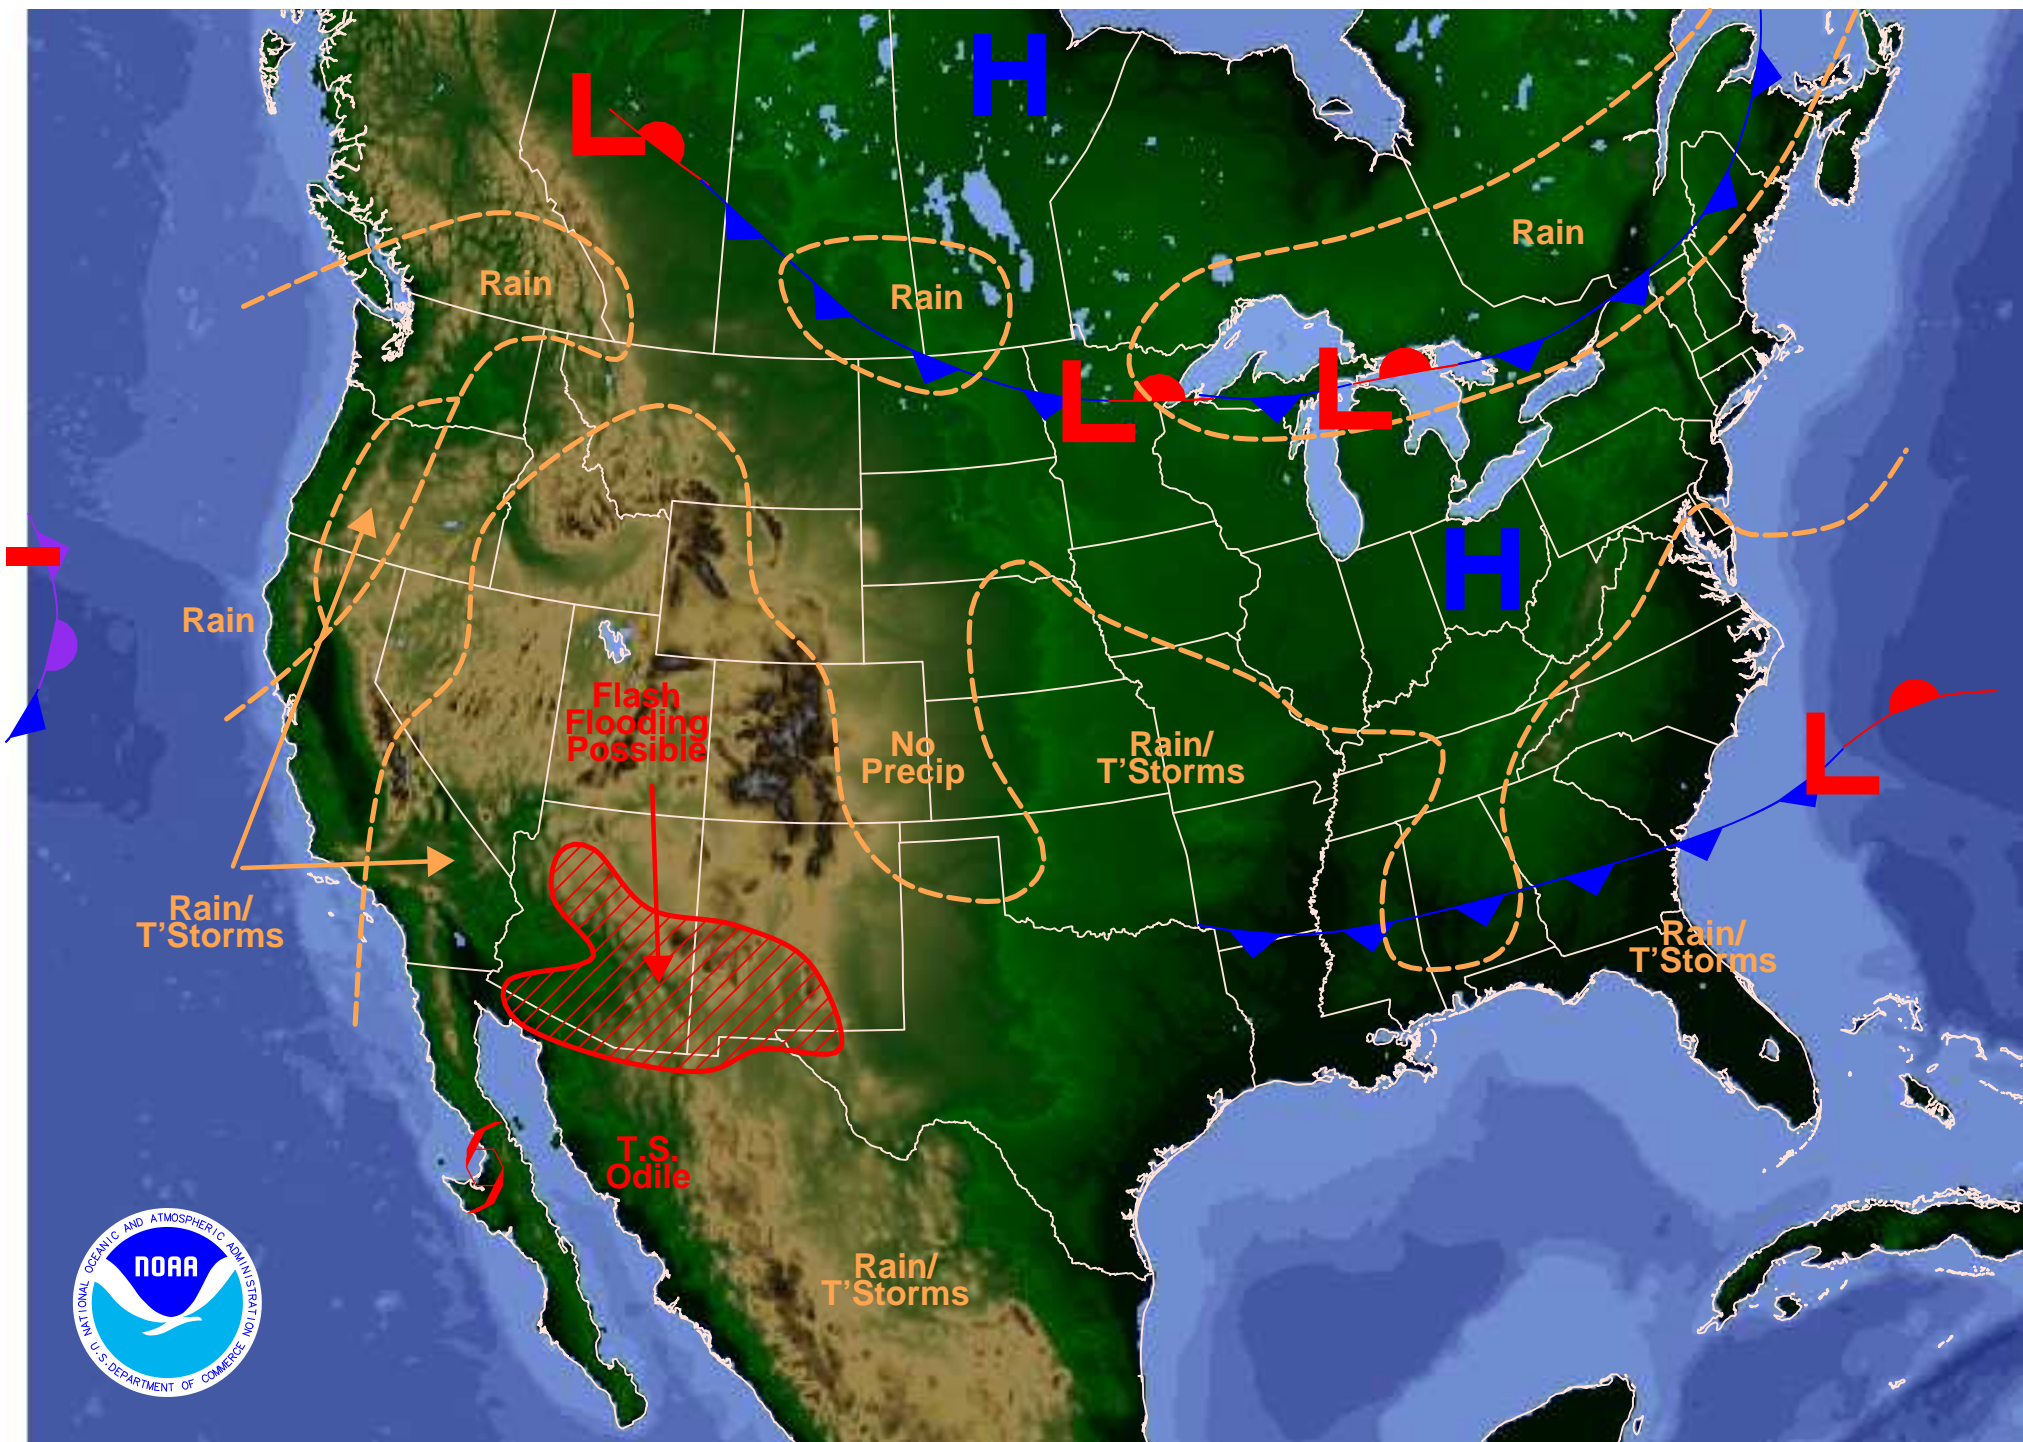 L
H
Rain
Rain
Rain
L
L
H
Rain
Flash
Flooding
Possible
No
Precip
Rain/
T'Storms
L
Rain/
T'Storms
Rain/
T'Storms
T.S.
Odile
Rain/
T'Storms
NATIONAL OCEANIC AND ATMOSPHERIC ADMINISTRATION
NOAA
U.S. DEPARTMENT OF COMMERCE